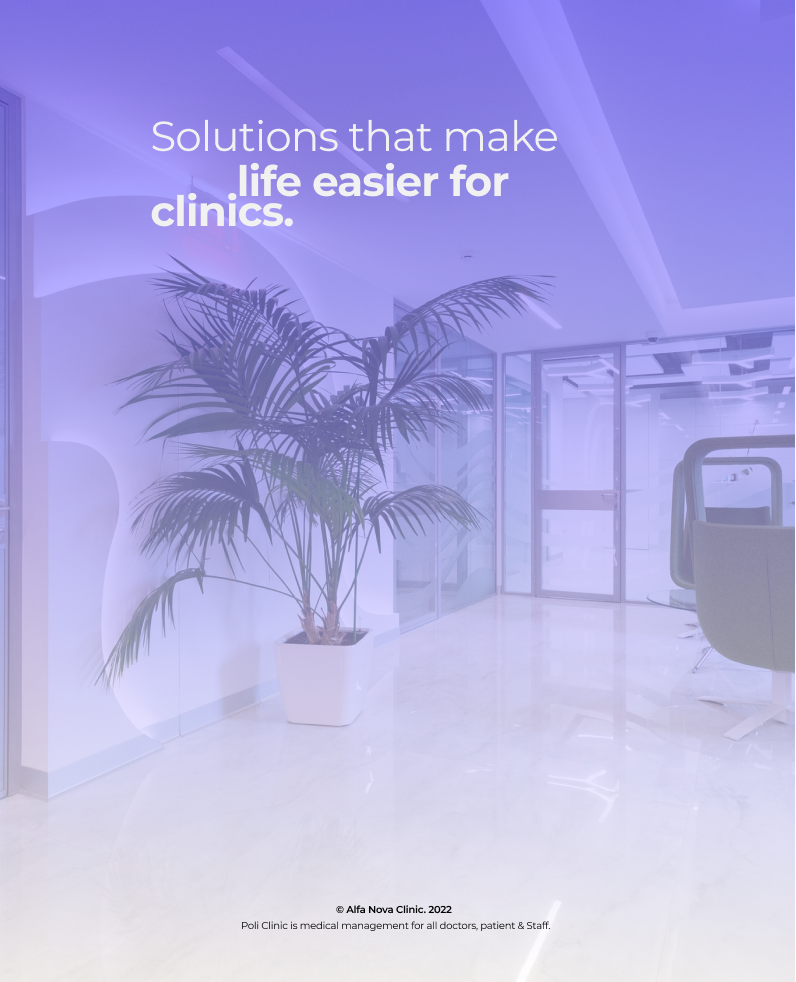 Solutions that make
life easier for
clinics.
© Alfa Nova Clinic. 2022
Poli Clinic is medical management for all doctors, patient & Staff.